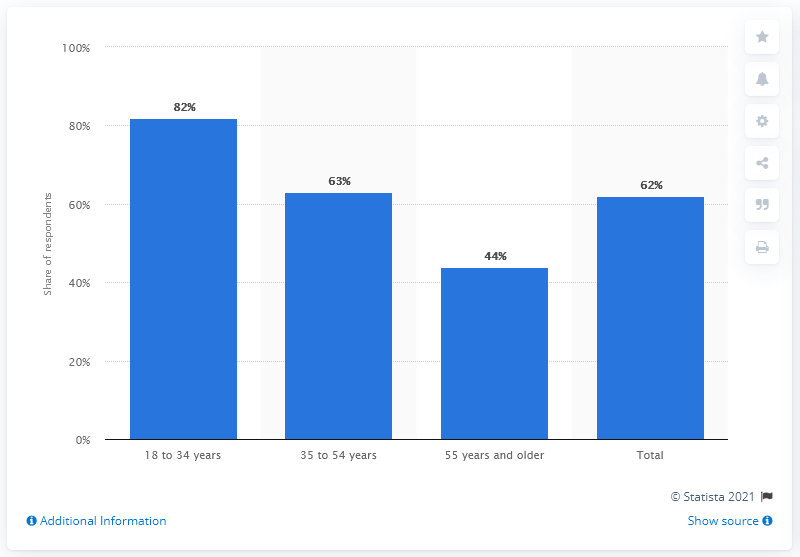 100%
80%
60%
40%
20%
0%
Share of respondents
82%
63%
44%
62%
18 to 34 years
35 to 54 years
55 years and older
Total
© Statista 2021
Additional Information
Show source